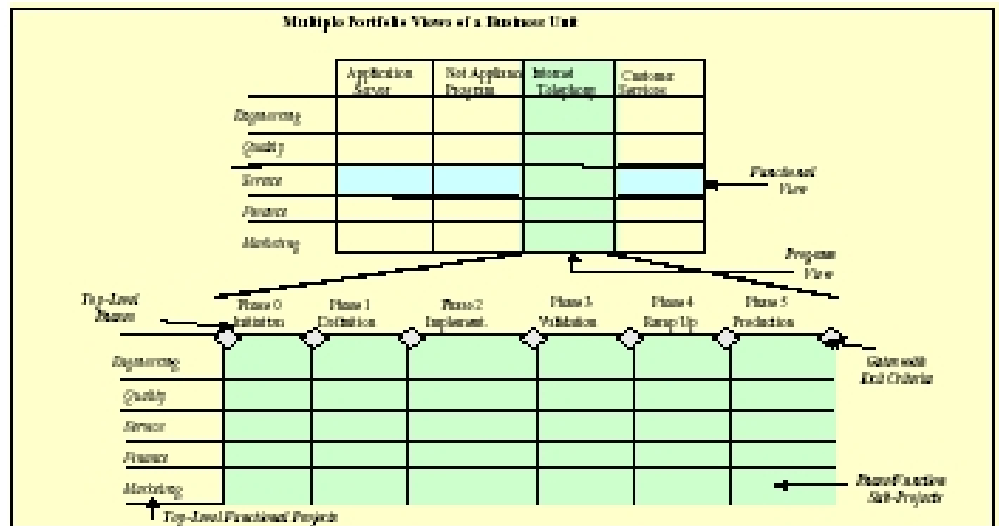 Multiple Portfolio Views of a Business Unit
Application Server
Net Program
Internet Telephony
Customer Services
Engineering
Quality
Service
Finance
Marketing
Functional View
Program View
Top-Level Phases
Phase 0 Initiation
Phase 1 Definition
Phase 2 Implement.
Phase 3 Validation
Phase 4 Ramp Up
Phase 5 Production
Engineering
Quality
Service
Finance
Marketing
Gates with Exit Criteria
Phase/Function Sub-Projects
Top-Level Functional Projects